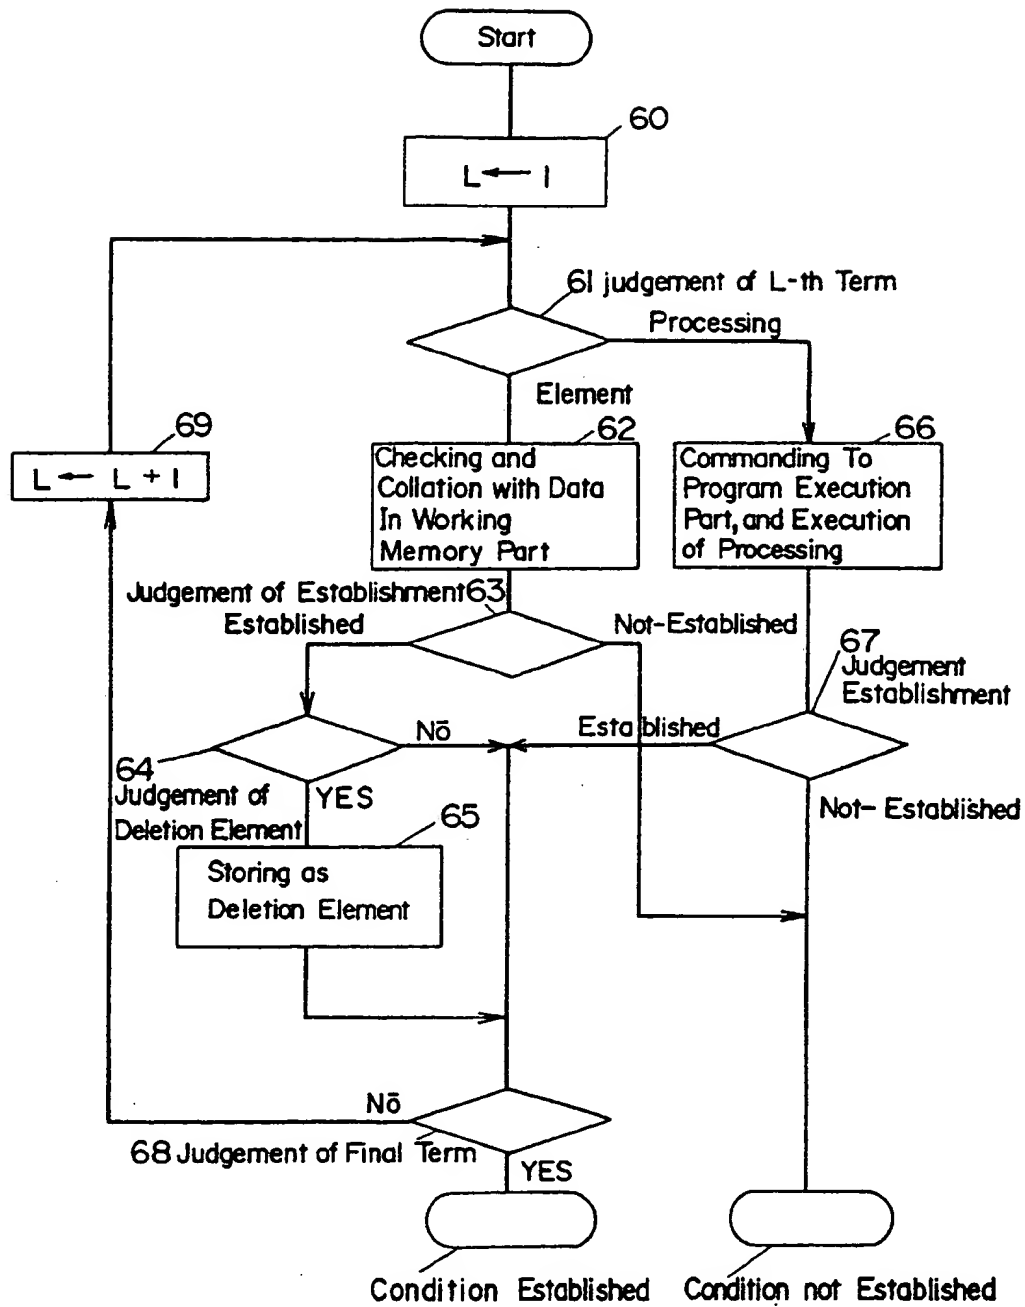 Start
60
L ← 1
61 judgement of L-th Term
Processing
Element
69
L ← L + 1
62
Checking and
Collation with Data
In Working
Memory Part
66
Commanding To
Program Execution
Part, and Execution
of Processing
Judgement of Establishment 63
Established
Not-Established
67
Judgement
Establishment
No
Established
64
Judgement of
Deletion Element
YES
Not-Established
65
Storing as
Deletion Element
No
68 Judgement of Final Term
YES
Condition Established
Condition not Established